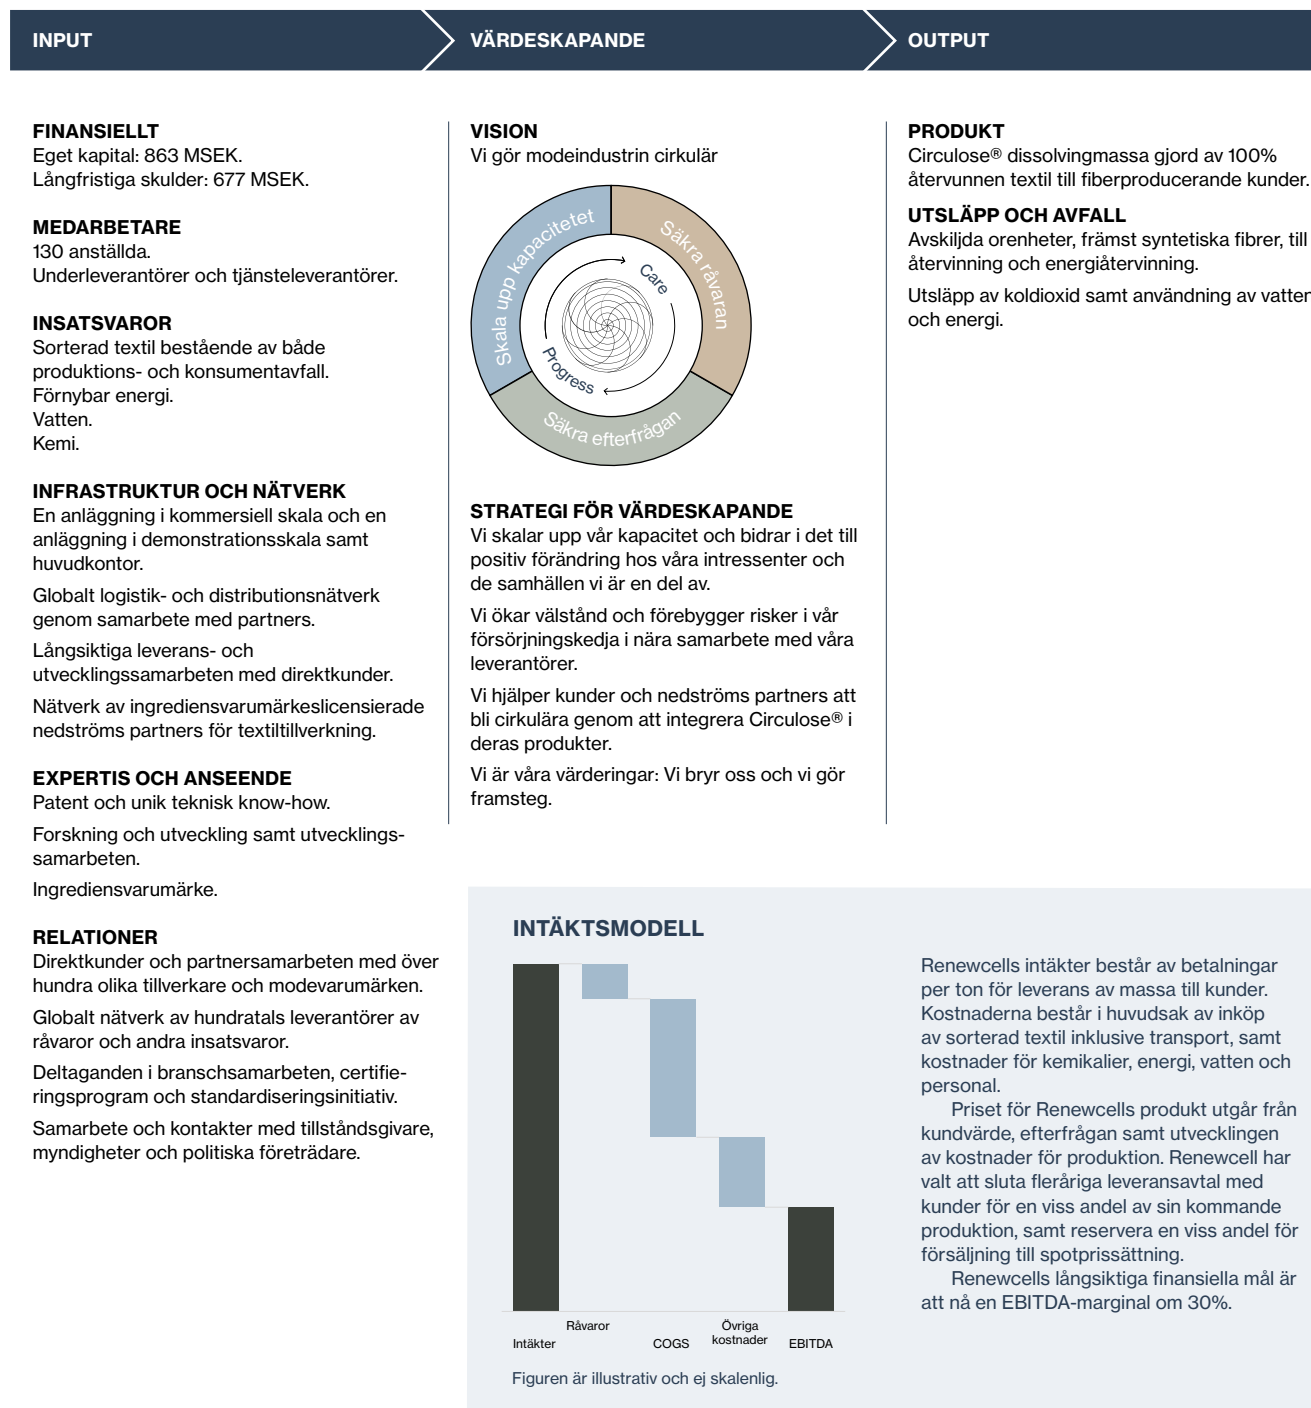 INPUT
VÄRDESKAPANDE
OUTPUT
FINANSIELLT
Eget kapital: 863 MSEK.
Långfristiga skulder: 677 MSEK.
MEDARBETARE
130 anställda.
Underleverantörer och tjänsteleverantörer.
INSATSVAROR
Sorterad textil bestående av både
produktions- och konsumentavfall.
Förnybar energi.
Vatten.
Kemi.
INFRASTRUKTUR OCH NÄTVERK
En anläggning i kommersiell skala och en
anläggning i demonstrationsskala samt
huvudkontor.
Globalt logistik- och distributionsnätverk
genom samarbete med partners.
Långsiktiga leverans- och
utvecklingssamarbeten med direktkunder.
Nätverk av ingrediensvarumärkeslicensierade
nedströms partners för textiltillverkning.
EXPERTIS OCH ANSEENDE
Patent och unik teknisk know-how.
Forskning och utveckling samt utvecklings-
samarbeten.
Ingrediensvarumärke.
RELATIONER
Direktkunder och partnersamarbeten med över
hundra olika tillverkare och modevarumärken.
Globalt nätverk av hundratals leverantörer av
råvaror och andra insatsvaror.
Deltaganden i branschsamarbeten, certifie-
ringsprogram och standardiseringsinitiativ.
Samarbete och kontakter med tillståndsgivare,
myndigheter och politiska företrädare.
VISION
Vi gör modeindustrin cirkulär
Skala upp kapacitetet
Säkra råvaran
Säkra efterfrågan
Care
Progress
STRATEGI FÖR VÄRDESKAPANDE
Vi skalar upp vår kapacitet och bidrar i det till
positiv förändring hos våra intressenter och
de samhällen vi är en del av.
Vi ökar välstånd och förebygger risker i vår
försörjningskedja i nära samarbete med våra
leverantörer.
Vi hjälper kunder och nedströms partners att
bli cirkulära genom att integrera Circulose® i
deras produkter.
Vi är våra värderingar: Vi bryr oss och vi gör
framsteg.
PRODUKT
Circulose® dissolvingmassa gjord av 100%
återvunnen textil till fiberproducerande kunder.
UTSLÄPP OCH AVFALL
Avskiljda orenheter, främst syntetiska fibrer, till
återvinning och energiåtervinning.
Utsläpp av koldioxid samt användning av vatten
och energi.
INTÄKTSMODELL
Intäkter
Råvaror
COGS
Övriga
kostnader
EBITDA
Figuren är illustrativ och ej skalenlig.
Renewcells intäkter består av betalningar
per ton för leverans av massa till kunder.
Kostnaderna består i huvudsak av inköp
av sorterad textil inklusive transport, samt
kostnader för kemikalier, energi, vatten och
personal.
Priset för Renewcells produkt utgår från
kundvärde, efterfrågan samt utvecklingen
av kostnader för produktion. Renewcell har
valt att sluta fleråriga leveransavtal med
kunder för en viss andel av sin kommande
produktion, samt reservera en viss andel för
försäljning till spotprissättning.
Renewcells långsiktiga finansiella mål är
att nå en EBITDA-marginal om 30%.